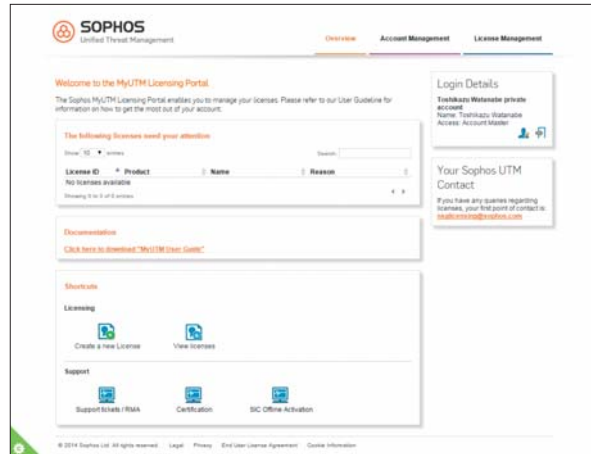 SOPHOS
Unified Threat Management
Overview
Account Management
License Management
Welcome to the MyUTM Licensing Portal
The Sophos MyUTM Licensing Portal enables you to manage your licenses. Please refer to our User Guideline for
information on how to get the most out of your account.
The following licenses need your attention
Show 10 entries
Search:
License ID Product Name Reason
No licenses available
Showing 0 to 0 of 0 entries
Documentation
Click here to download "MyUTM User Guide"
Shortcuts
Licensing
Create a new License
View licenses
Support
Support tickets / RMA
Certification
SIC Offline Activation
Login Details
Toshikazu Watanabe private
account
Name: Toshikazu Watanabe
Access: Account Master
Your Sophos UTM
Contact
If you have any queries regarding
licenses, your first point of contact is:
© 2014 Sophos Ltd. All rights reserved. Legal Privacy End User License Agreement Cookie Information